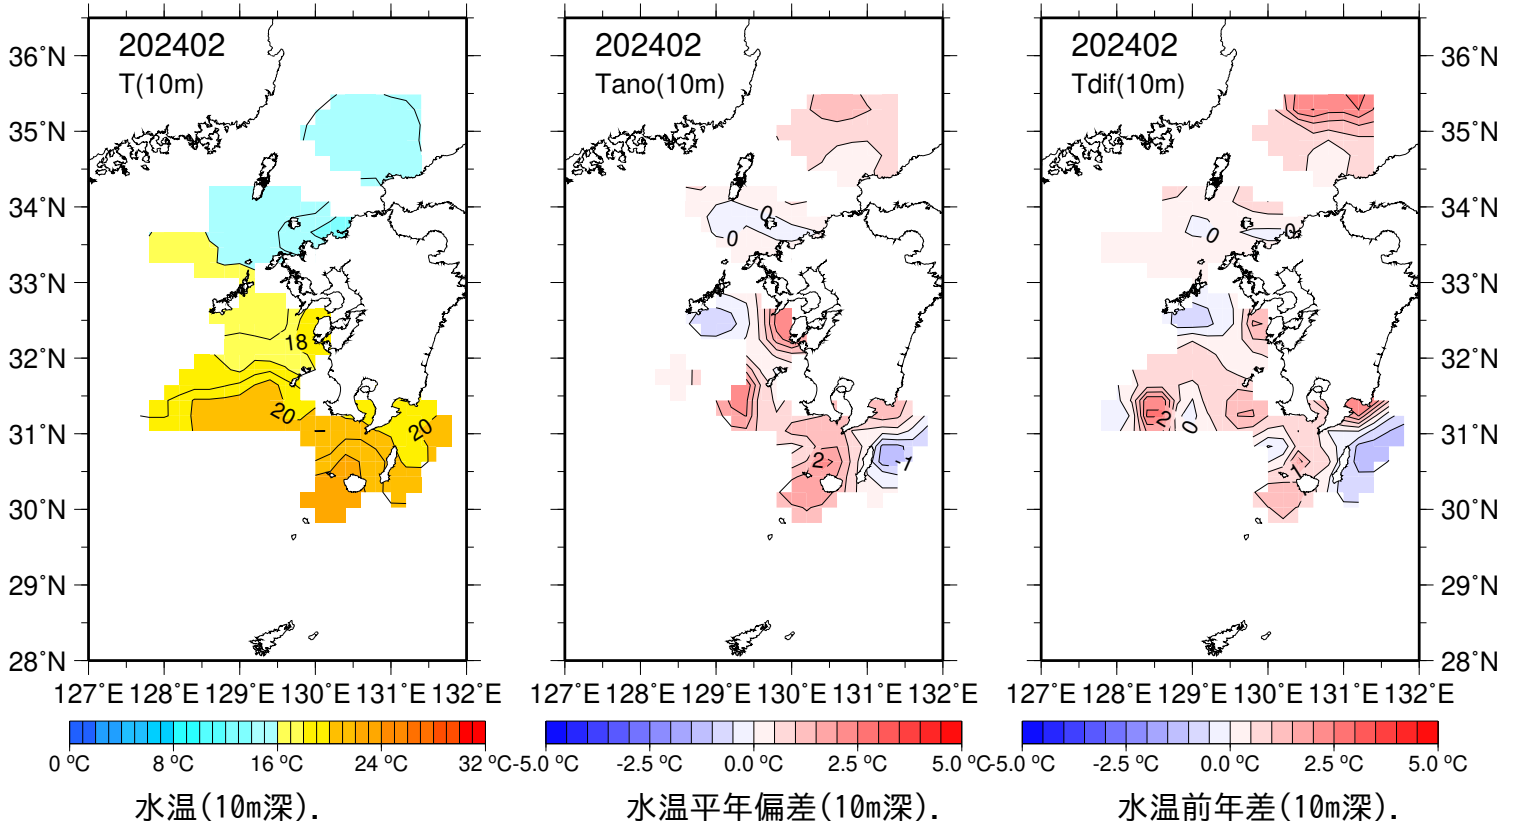 202402
T(10m)
36°N
35°N
34°N
33°N
32°N
31°N
30°N
29°N
28°N
18
20
20
127°E 128°E 129°E 130°E 131°E 132°E
0 °C 8 °C 16 °C 24 °C 32 °C
水温(10m深).
202402
Tano(10m)
0
0
2
-1
127°E 128°E 129°E 130°E 131°E 132°E
-5.0 °C -2.5 °C 0.0 °C 2.5 °C 5.0 °C
水温平年偏差(10m深).
202402
Tdif(10m)
36°N
35°N
34°N
33°N
32°N
31°N
30°N
29°N
28°N
0
0
2
0
1
127°E 128°E 129°E 130°E 131°E 132°E
-5.0 °C -2.5 °C 0.0 °C 2.5 °C 5.0 °C
水温前年差(10m深).